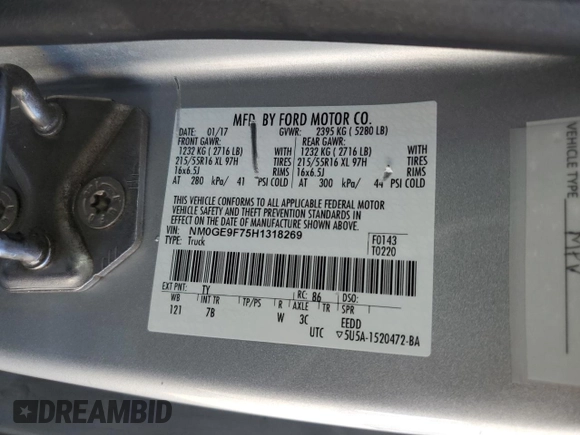 MFD. BY FORD MOTOR CO.
DATE: 01/17 GVWR: 2395 KG ( 5280 LB)
FRONT GAWR: REAR GAWR:
1232 KG ( 2716 LB) WITH 1232 KG ( 2716 LB) WITH
215/55R16 XL 97H TIRES 215/55R16 XL 97H TIRES
16x6.5J RIMS 16x6.5J RIMS
AT 280 kPa/ 41 PSI COLD AT 300 kPa/ 44 PSI COLD
THIS VEHICLE CONFORMS TO ALL APPLICABLE FEDERAL MOTOR
VEHICLE SAFETY AND THEFT PREVENTION STANDARDS IN
EFFECT ON THE DATE OF MANUFACTURE SHOWN ABOVE.
VIN: NM0GE9F75H1318269
TYPE: Truck
F0143
T0220
EXT PNT: TY RC: 86 DSO:
WB INT TR TP/PS R AXLE TR SPR
121 7B W 3C EEDD
UTC ▽5U5A-1520472-BA
VEHICLE TYPE
MPV
DREAMBID